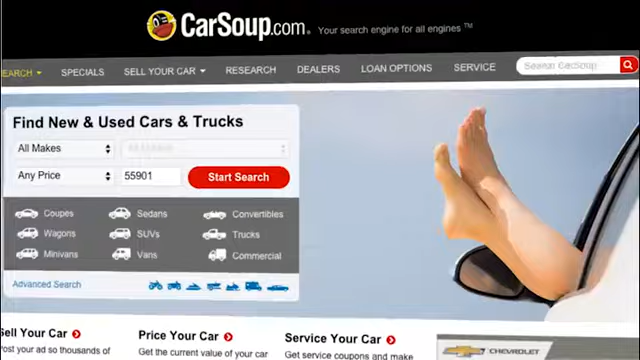 CarSoup.com. Your search engine for all engines ™
SEARCH SPECIALS SELL YOUR CAR RESEARCH DEALERS LOAN OPTIONS SERVICE Search CarSoup
Find New & Used Cars & Trucks
All Makes
Any Price 55901 Start Search
Coupes Sedans Convertibles
Wagons SUVs Trucks
Minivans Vans Commercial
Advanced Search
Sell Your Car Price Your Car Service Your Car
Post your ad so thousands of Get the current value of your car Get service coupons and make
CHEVROLET